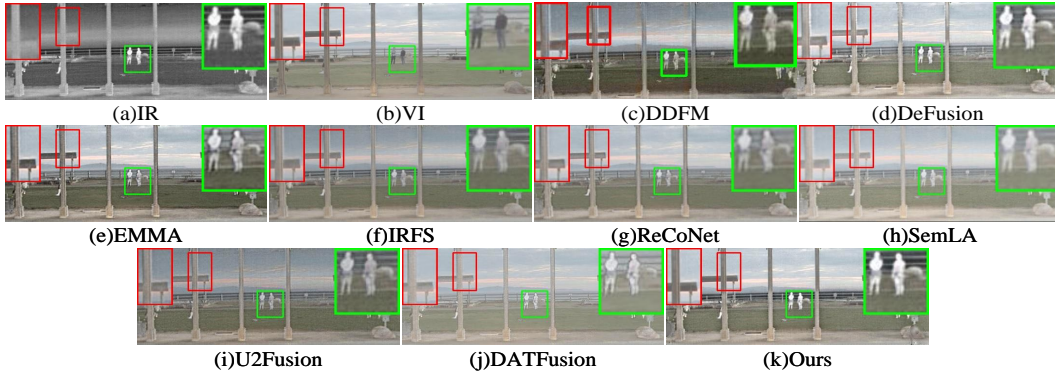 (a)IR
(b)VI
(c)DDFM
(d)DeFusion
(e)EMMA
(f)IRFS
(g)ReCoNet
(h)SemLA
(i)U2Fusion
(j)DATFusion
(k)Ours